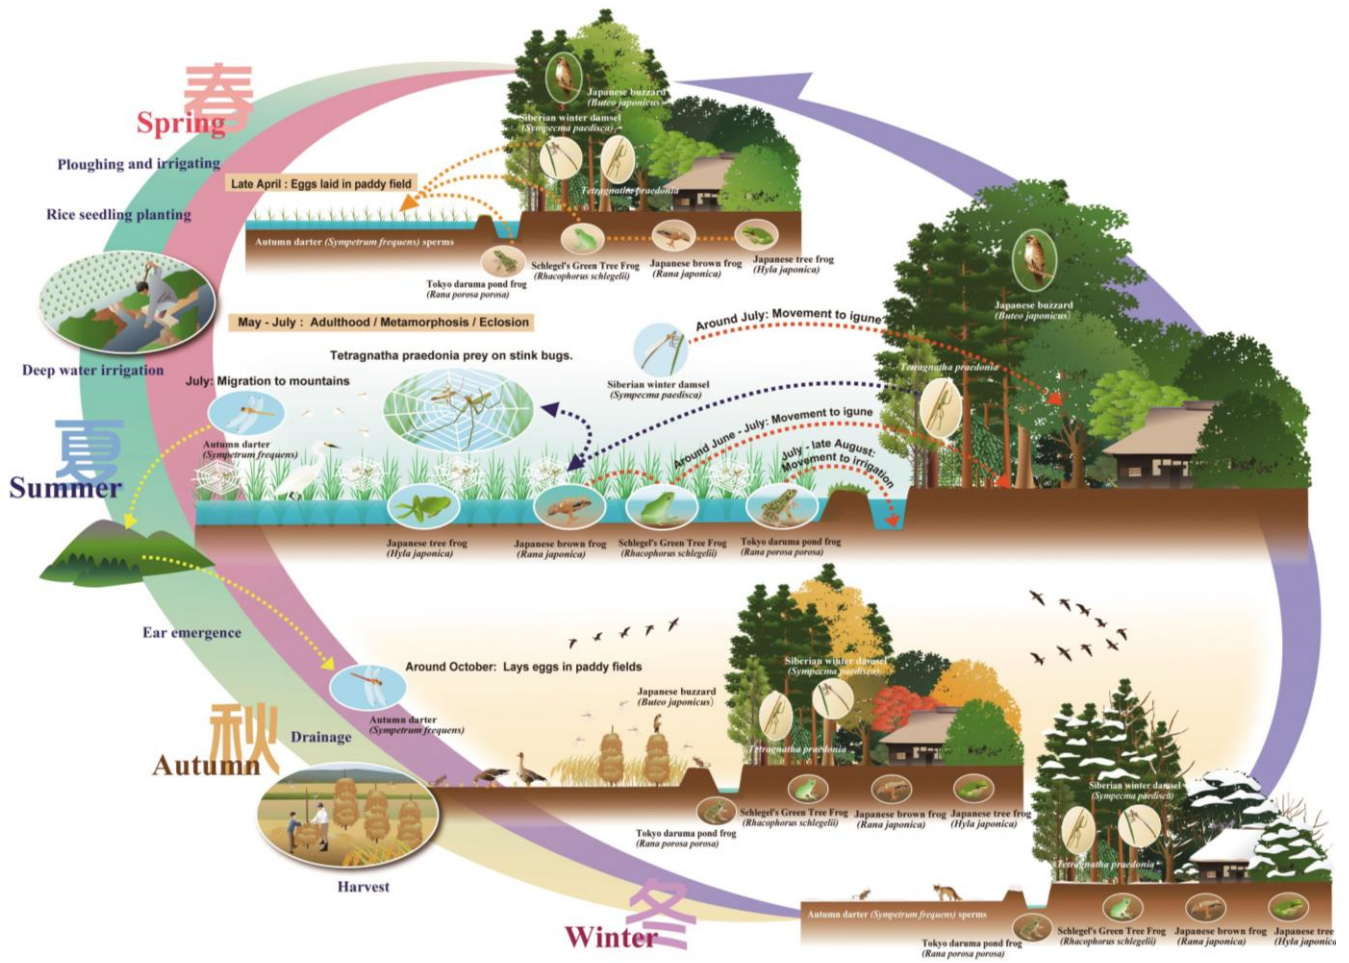 春
Spring
Ploughing and irrigating
Rice seedling planting
Deep water irrigation
Japanese buzzard
(Buteo japonicus)
Siberian winter damsel
(Sympecma paedisca)
Tetragnatha praedonia
Late April : Eggs laid in paddy field
Autumn darter (Sympetrum frequens) sperms
Tokyo daruma pond frog
(Rana porosa porosa)
Schlegel's Green Tree Frog
(Rhacophorus schlegelii)
Japanese brown frog
(Rana japonica)
Japanese tree frog
(Hyla japonica)
May - July : Adulthood / Metamorphosis / Eclosion
Tetragnatha praedonia prey on stink bugs.
July: Migration to mountains
Autumn darter
(Sympetrum frequens)
Siberian winter damsel
(Sympecma paedisca)
Around July: Movement to igune
Japanese buzzard
(Buteo japonicus)
Tetragnatha praedonia
Around June - July: Movement to igune
July - late August:
Movement to irrigation
夏
Summer
Japanese tree frog
(Hyla japonica)
Japanese brown frog
(Rana japonica)
Schlegel's Green Tree Frog
(Rhacophorus schlegelii)
Tokyo daruma pond frog
(Rana porosa porosa)
Ear emergence
Around October: Lays eggs in paddy fields
Autumn darter
(Sympetrum frequens)
Japanese buzzard
(Buteo japonicus)
Siberian winter damsel
(Sympecma paedisca)
Tetragnatha praedonia
秋
Autumn
Drainage
Harvest
Tokyo daruma pond frog
(Rana porosa porosa)
Schlegel's Green Tree Frog
(Rhacophorus schlegelii)
Japanese brown frog
(Rana japonica)
Japanese tree frog
(Hyla japonica)
Siberian winter damsel
(Sympecma paedisca)
Tetragnatha praedonia
冬
Winter
Autumn darter (Sympetrum frequens) sperms
Tokyo daruma pond frog
(Rana porosa porosa)
Schlegel's Green Tree Frog
(Rhacophorus schlegelii)
Japanese brown frog
(Rana japonica)
Japanese tree
(Hyla japonic